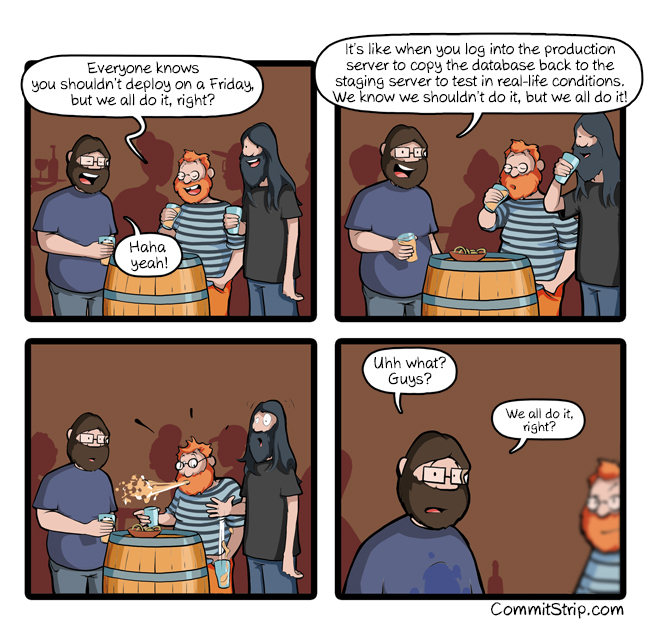 Everyone knows
you shouldn't deploy on a Friday,
but we all do it, right?
Haha
yeah!
It's like when you log into the production
server to copy the database back to the
staging server to test in real-life conditions.
We know we shouldn't do it, but we all do it!
Uhh what?
Guys?
We all do it,
right?
CommitStrip.com